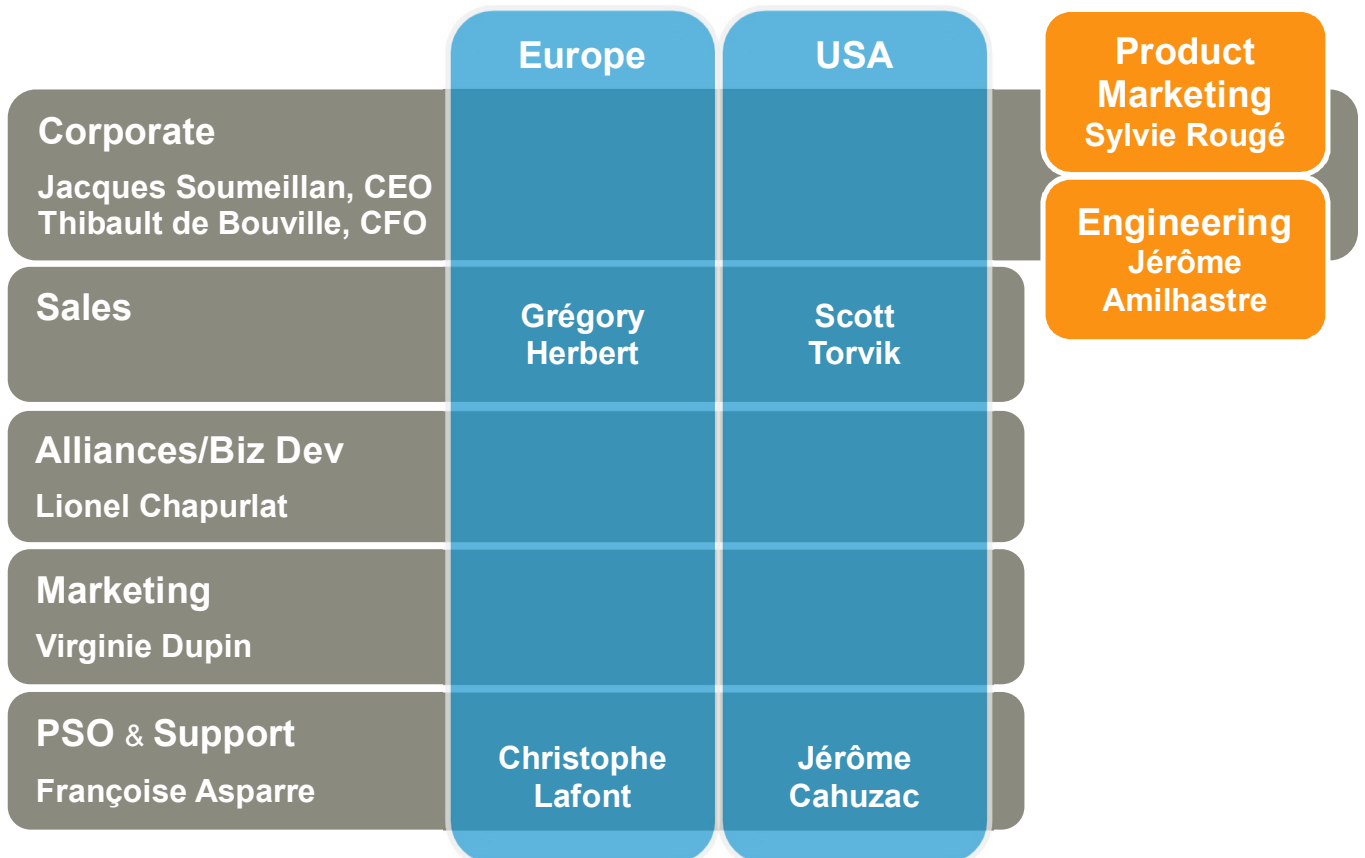 Europe
USA
Product
Marketing
Sylvie Rougé
Corporate
Jacques Soumeillan, CEO
Thibault de Bouville, CFO
Engineering
Jérôme
Amilhastre
Sales
Grégory
Herbert
Scott
Torvik
Alliances/Biz Dev
Lionel Chapurlat
Marketing
Virginie Dupin
PSO & Support
Françoise Asparre
Christophe
Lafont
Jérôme
Cahuzac